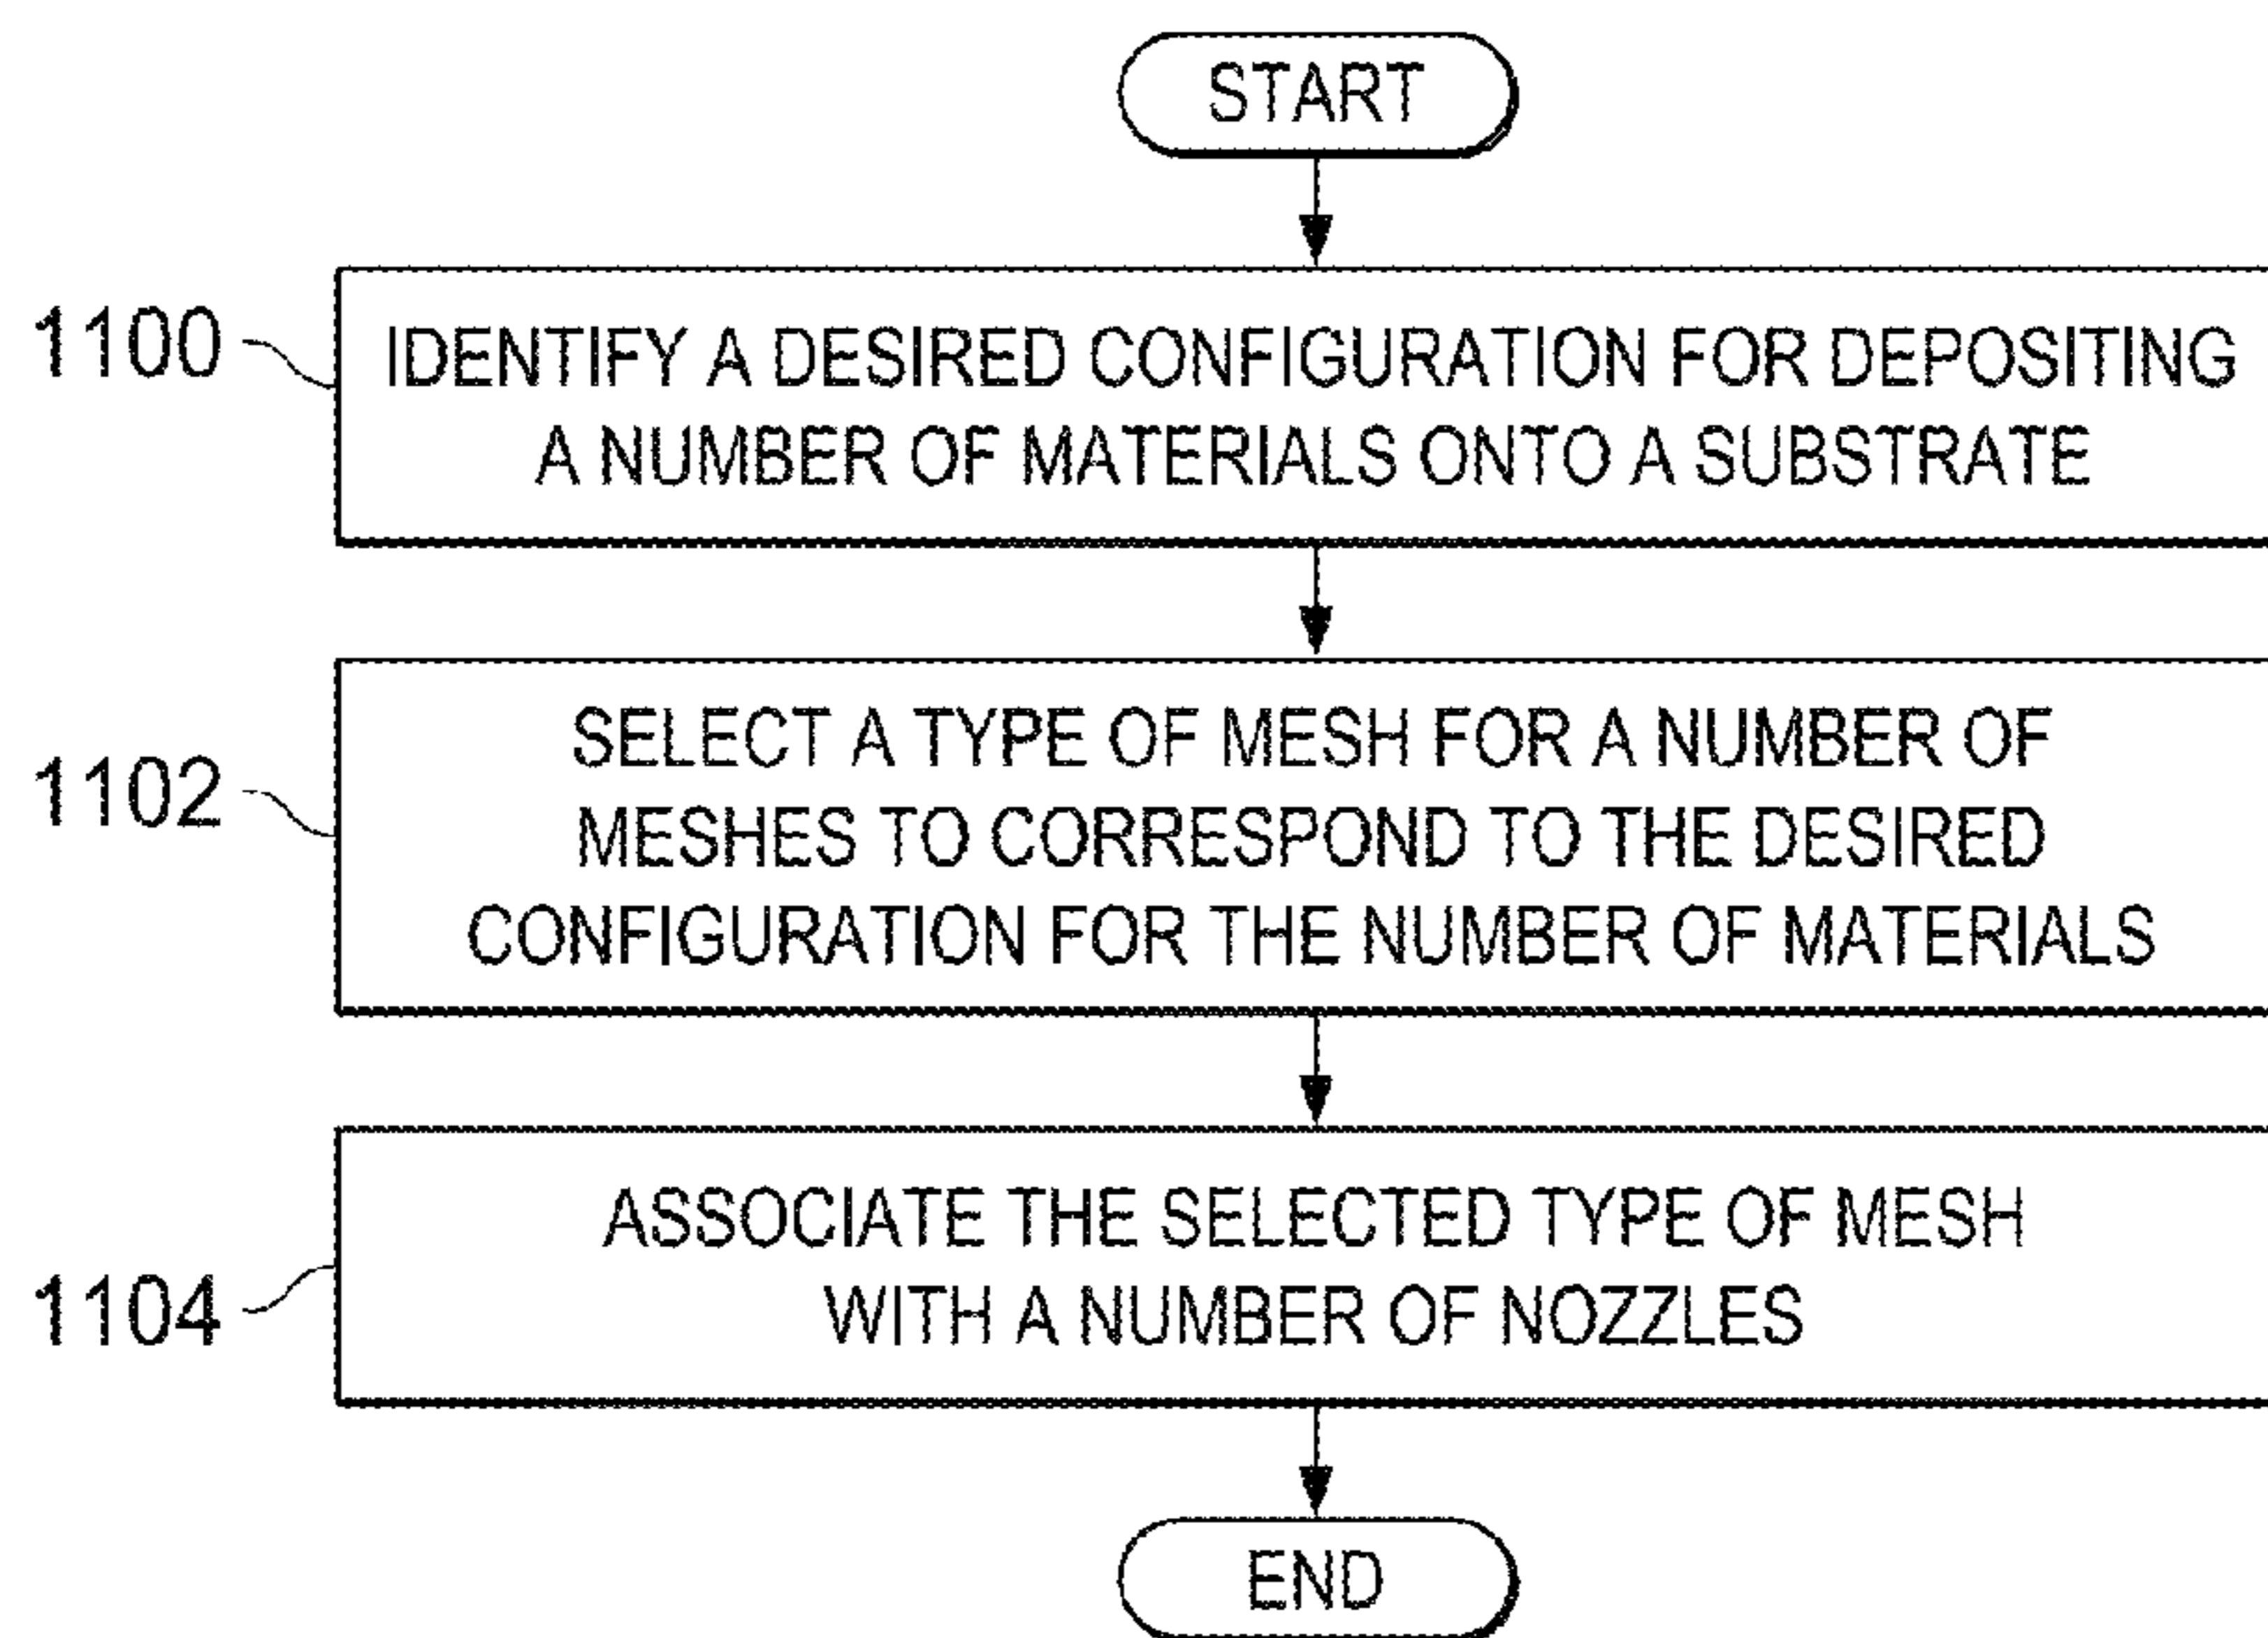 START
1100
IDENTIFY A DESIRED CONFIGURATION FOR DEPOSITING
A NUMBER OF MATERIALS ONTO A SUBSTRATE
1102
SELECT A TYPE OF MESH FOR A NUMBER OF
MESHES TO CORRESPOND TO THE DESIRED
CONFIGURATION FOR THE NUMBER OF MATERIALS
1104
ASSOCIATE THE SELECTED TYPE OF MESH
WITH A NUMBER OF NOZZLES
END